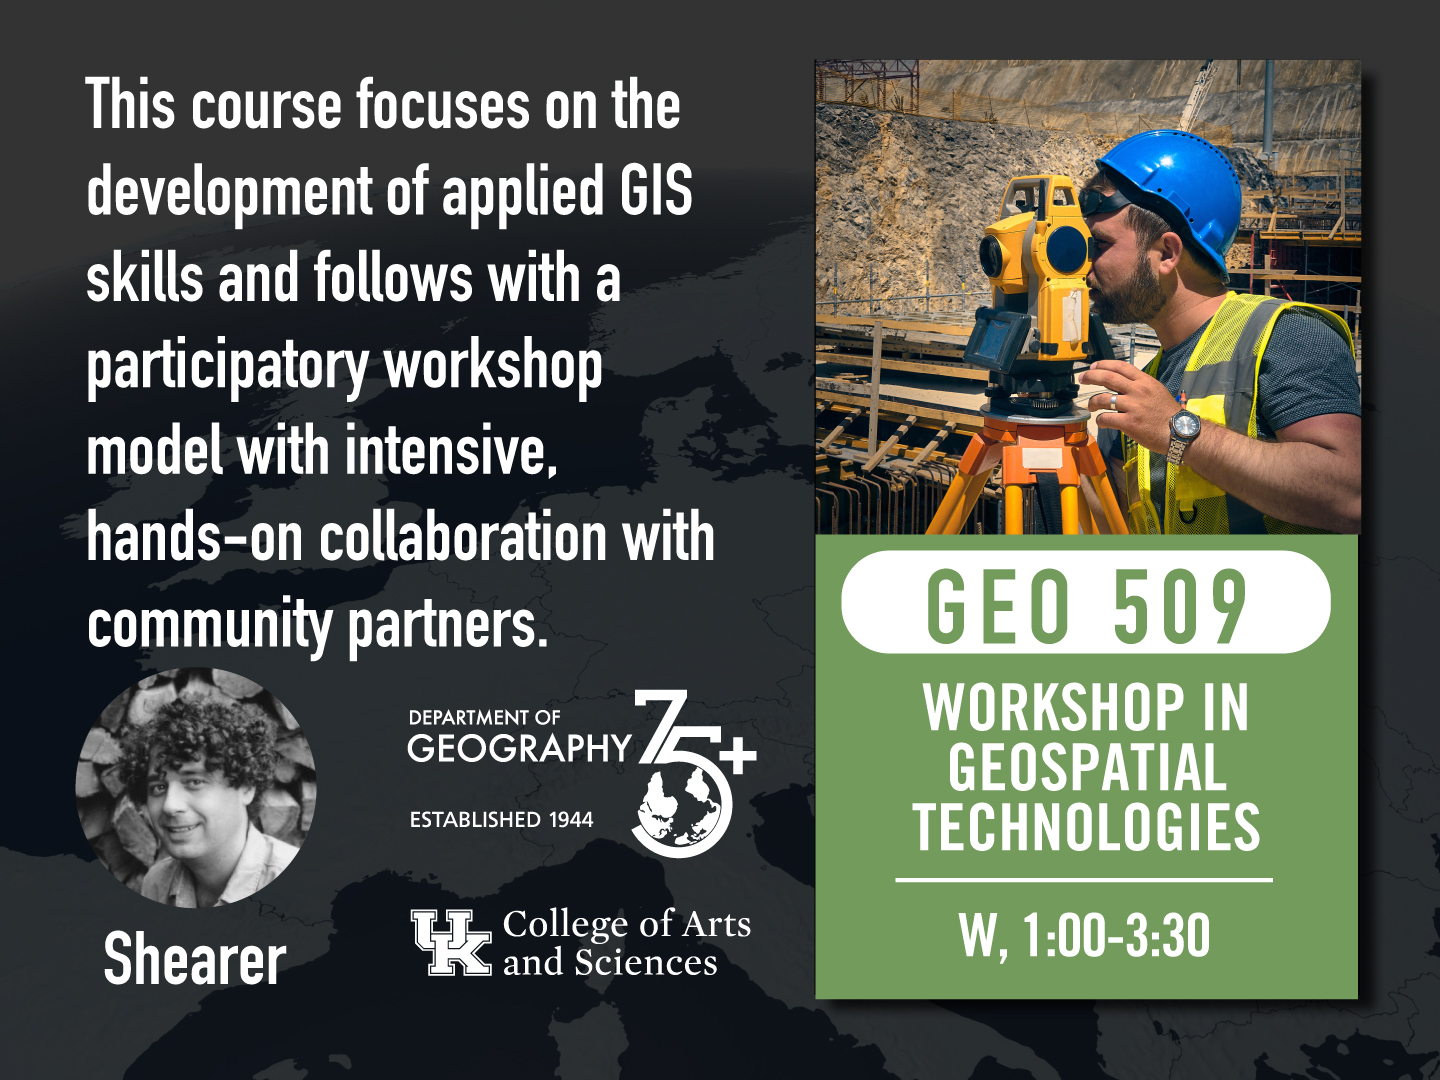 This course focuses on the
development of applied GIS
skills and follows with a
participatory workshop
model with intensive,
hands-on collaboration with
community partners.
Shearer
DEPARTMENT OF
GEOGRAPHY
75+
ESTABLISHED 1944
UK
College of Arts
and Sciences
GEO 509
WORKSHOP IN
GEOSPATIAL
TECHNOLOGIES
W, 1:00-3:30